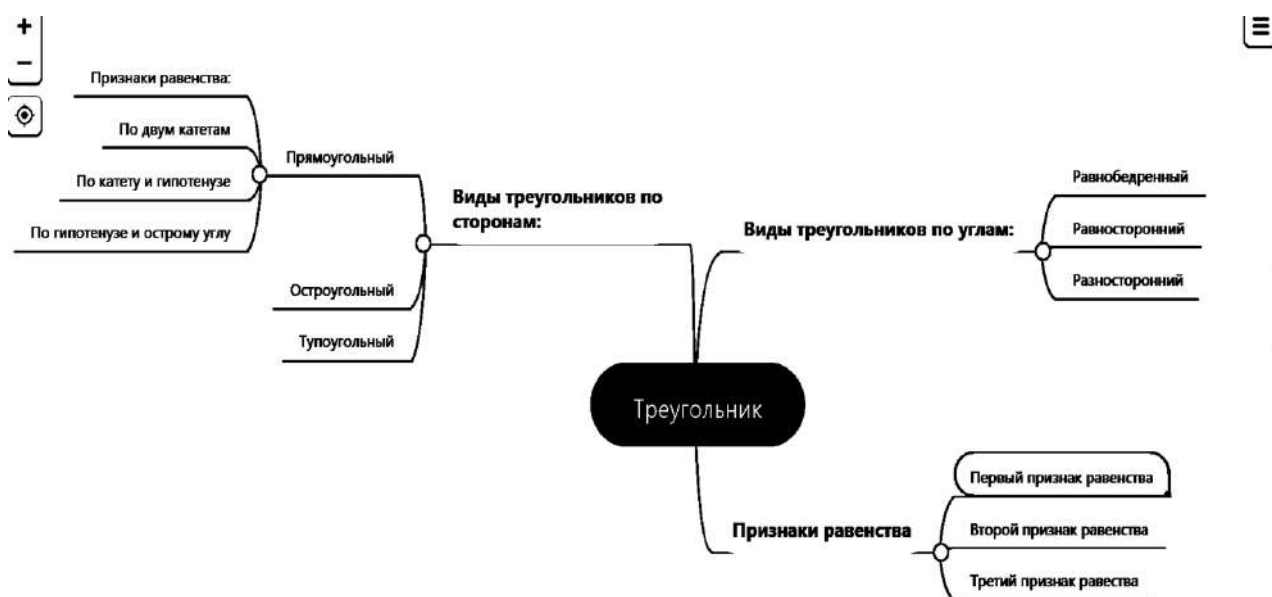 Признаки равенства:
По двум катетам
По катету и гипотенузе
По гипотенузе и острому углу
Прямоугольный
Остроугольный
Тупоугольный
Виды треугольников по
сторонам:
Виды треугольников по углам:
Равнобедренный
Равносторонний
Разносторонний
Треугольник
Признаки равенства
Первый признак равенства
Второй признак равенства
Третий признак равества